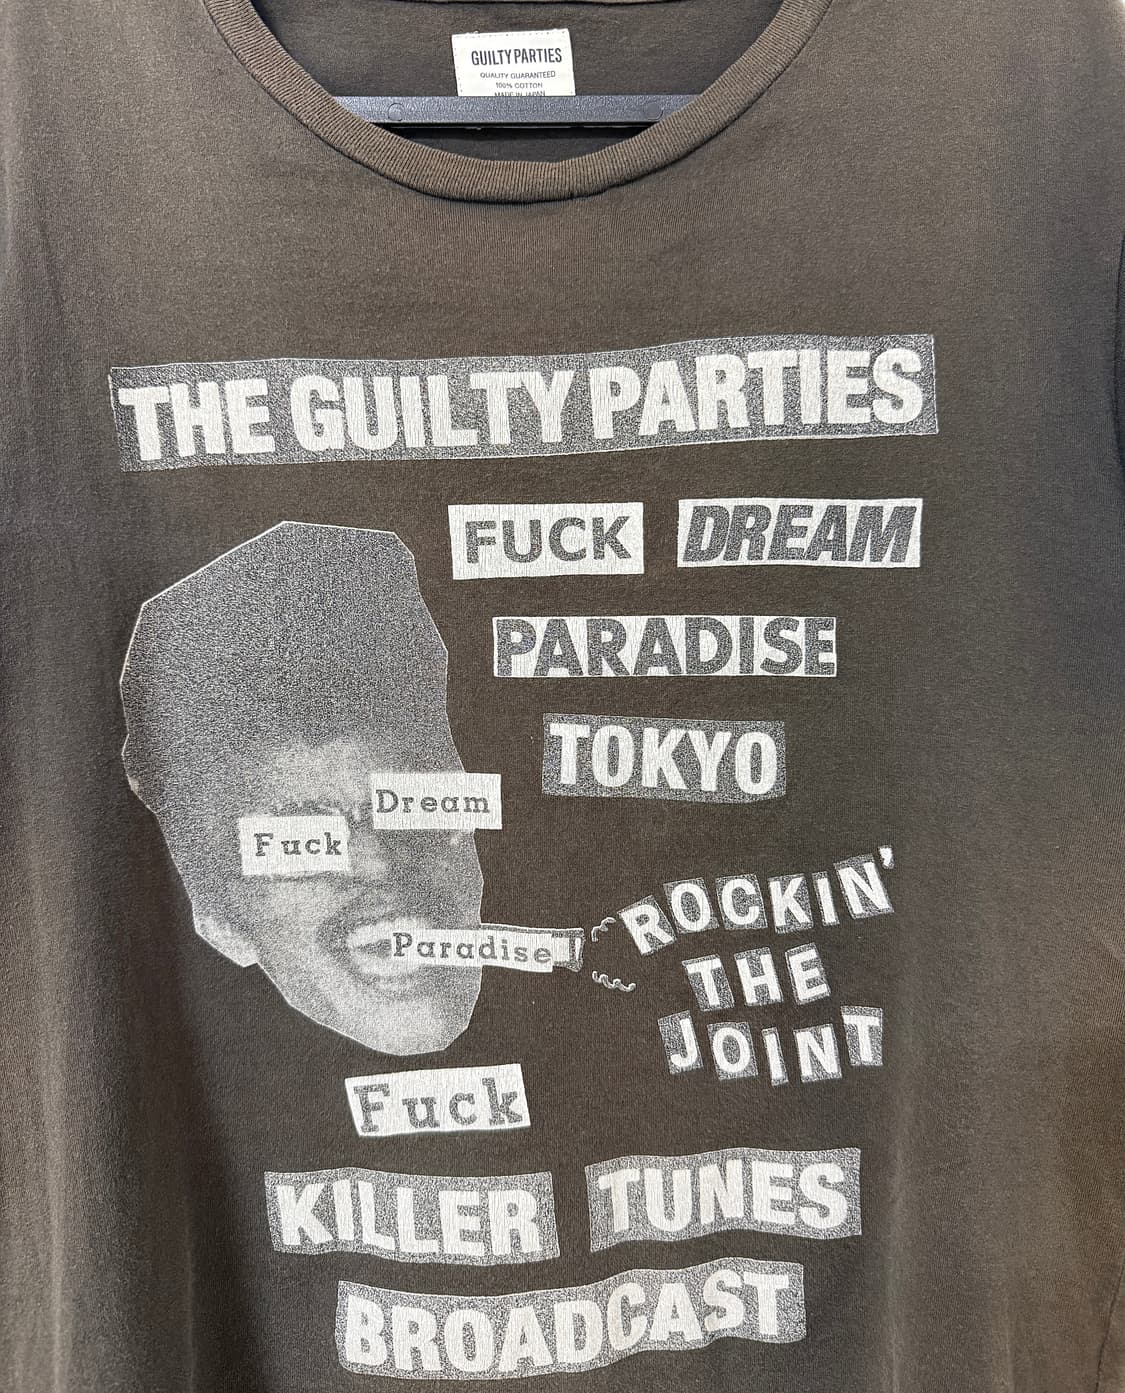 GUILTY PARTIES
QUALITY GUARANTEED
100% COTTON
MADE IN JAPAN
THE GUILTY PARTIES
FUCK DREAM
PARADISE
TOKYO
Dream
Fuck
Paradise
ROCKIN'
THE
JOINT
Fuck
KILLER TUNES
BROADCAST